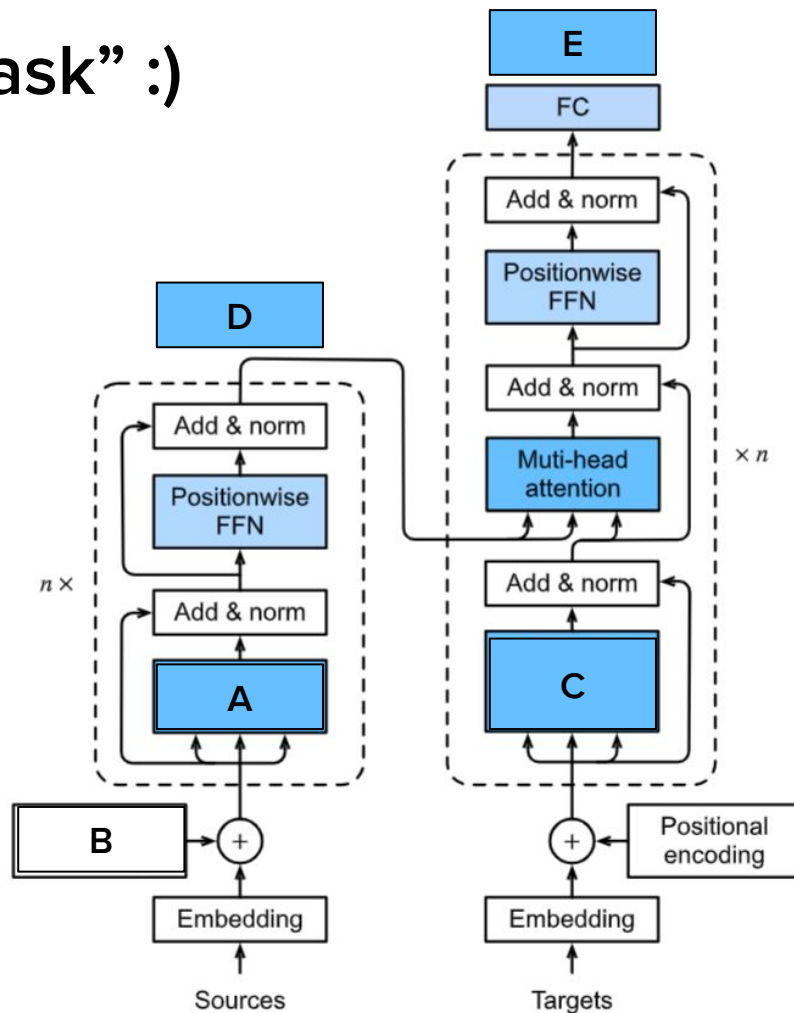 ask” :)
E
FC
Add & norm
Positionwise
FFN
Add & norm
Muti-head
attention
× n
Add & norm
C
Positional
encoding
+
Embedding
Targets
D
Add & norm
Positionwise
FFN
n ×
Add & norm
A
B
+
Embedding
Sources